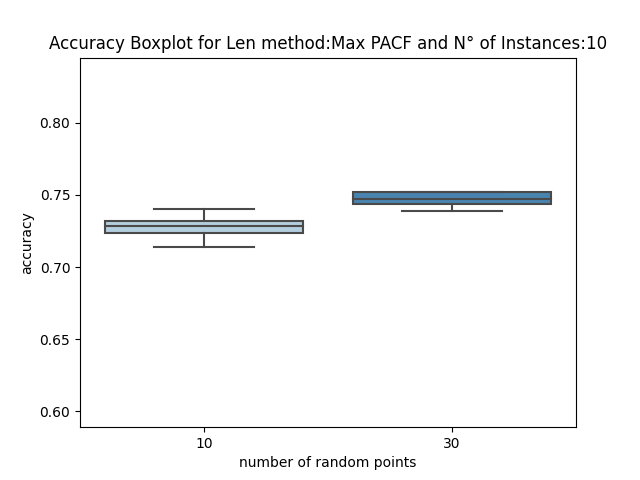 Accuracy Boxplot for Len method:Max PACF and N° of Instances:10
0.80
0.75
0.70
0.65
0.60
accuracy
10 30
number of random points